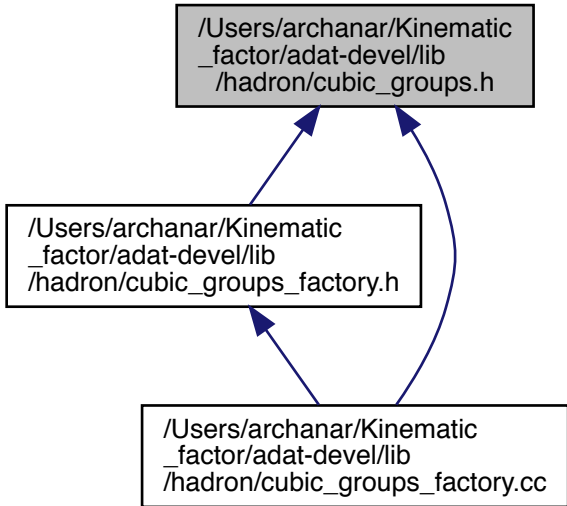 /Users/archanar/Kinematic
_factor/adat-devel/lib
/hadron/cubic_groups.h
/Users/archanar/Kinematic
_factor/adat-devel/lib
/hadron/cubic_groups_factory.h
/Users/archanar/Kinematic
_factor/adat-devel/lib
/hadron/cubic_groups_factory.cc